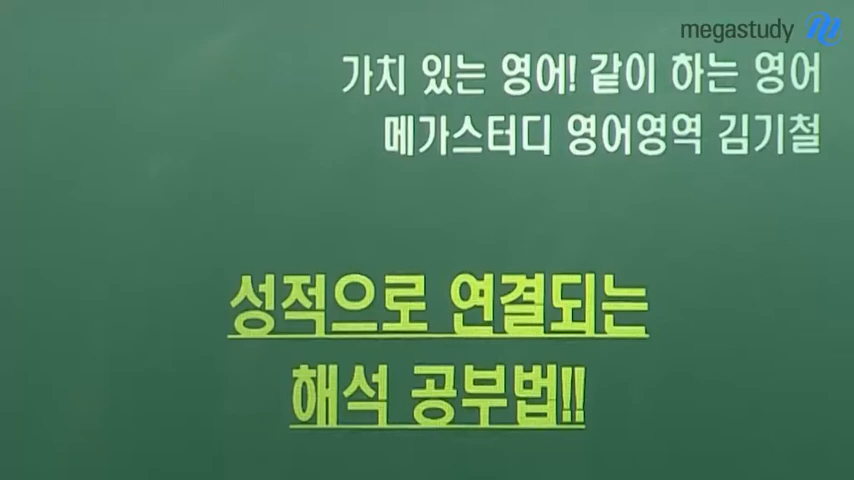 megastudy
가치 있는 영어! 같이 하는 영어
메가스터디 영어영역 김기철
성적으로 연결되는
해석 공부법!!